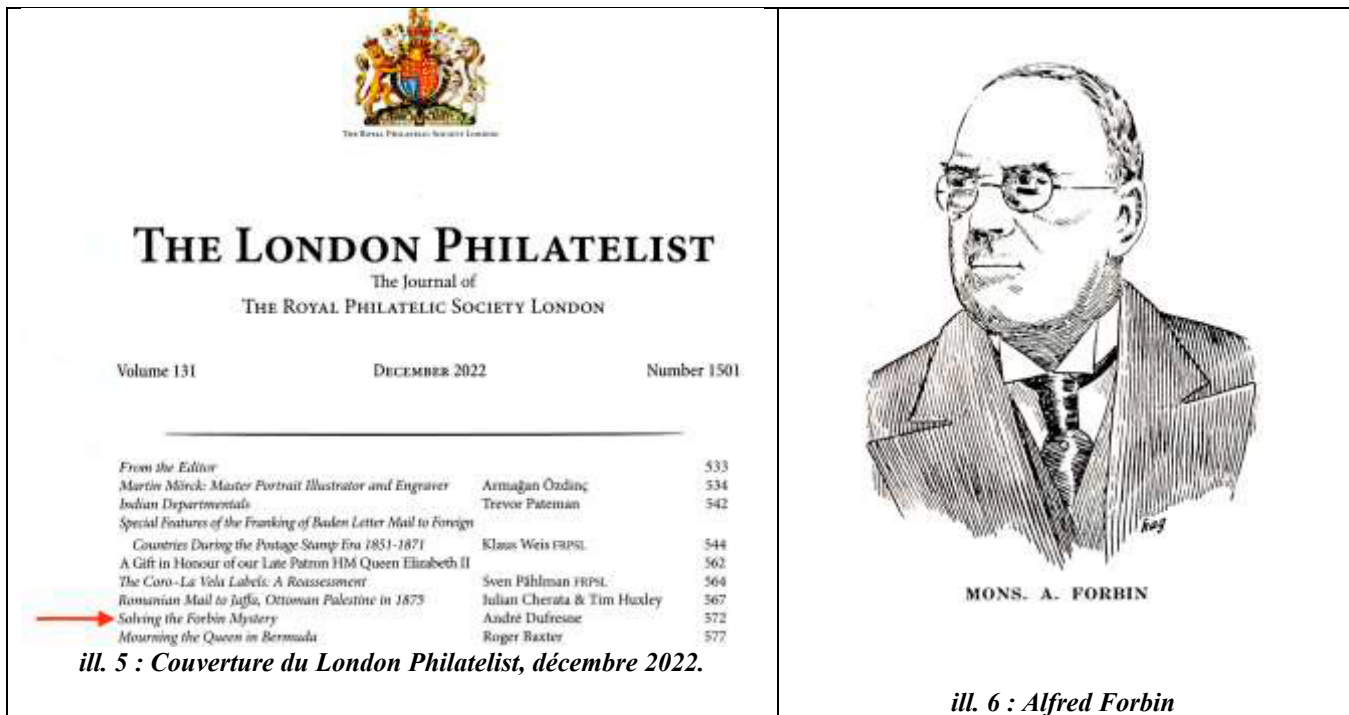 THE ROYAL PHILATELIC SOCIETY LONDON
THE LONDON PHILATELIST
The Journal of
THE ROYAL PHILATELIC SOCIETY LONDON
Volume 131 DECEMBER 2022 Number 1501
From the Editor 533
Martin Mörck: Master Portrait Illustrator and Engraver Armağan Özdinç 534
Indian Departmentals Trevor Pateman 542
Special Features of the Franking of Baden Letter Mail to Foreign
Countries During the Postage Stamp Era 1851-1871 Klaus Weis FRPSL 544
A Gift in Honour of our Late Patron HM Queen Elizabeth II 562
The Coro–La Vela Labels: A Reassessment Sven Påhlman FRPSL 564
Romanian Mail to Jaffa, Ottoman Palestine in 1875 Julian Cherata & Tim Huxley 567
Solving the Forbin Mystery André Dufresne 572
Mourning the Queen in Bermuda Roger Baxter 577
ill. 5 : Couverture du London Philatelist, décembre 2022.
MONS. A. FORBIN
ill. 6 : Alfred Forbin